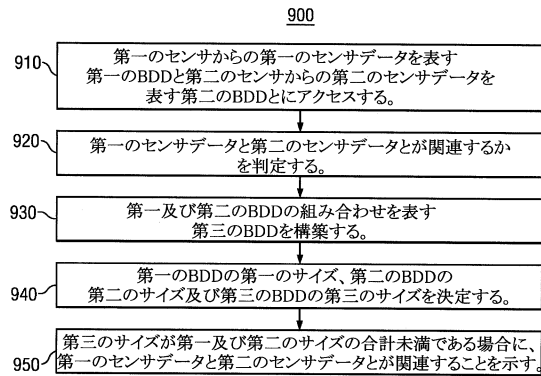 900
910
第一のセンサからの第一のセンサデータを表す
第一のBDDと第二のセンサからの第二のセンサデータを
表す第二のBDDとにアクセスする。
920
第一のセンサデータと第二のセンサデータとが関連するか
を判定する。
930
第一及び第二のBDDの組み合わせを表す
第三のBDDを構築する。
940
第一のBDDの第一のサイズ、第二のBDDの
第二のサイズ及び第三のBDDの第三のサイズを決定する。
950
第三のサイズが第一及び第二のサイズの合計未満である場合に、
第一のセンサデータと第二のセンサデータとが関連することを示す。